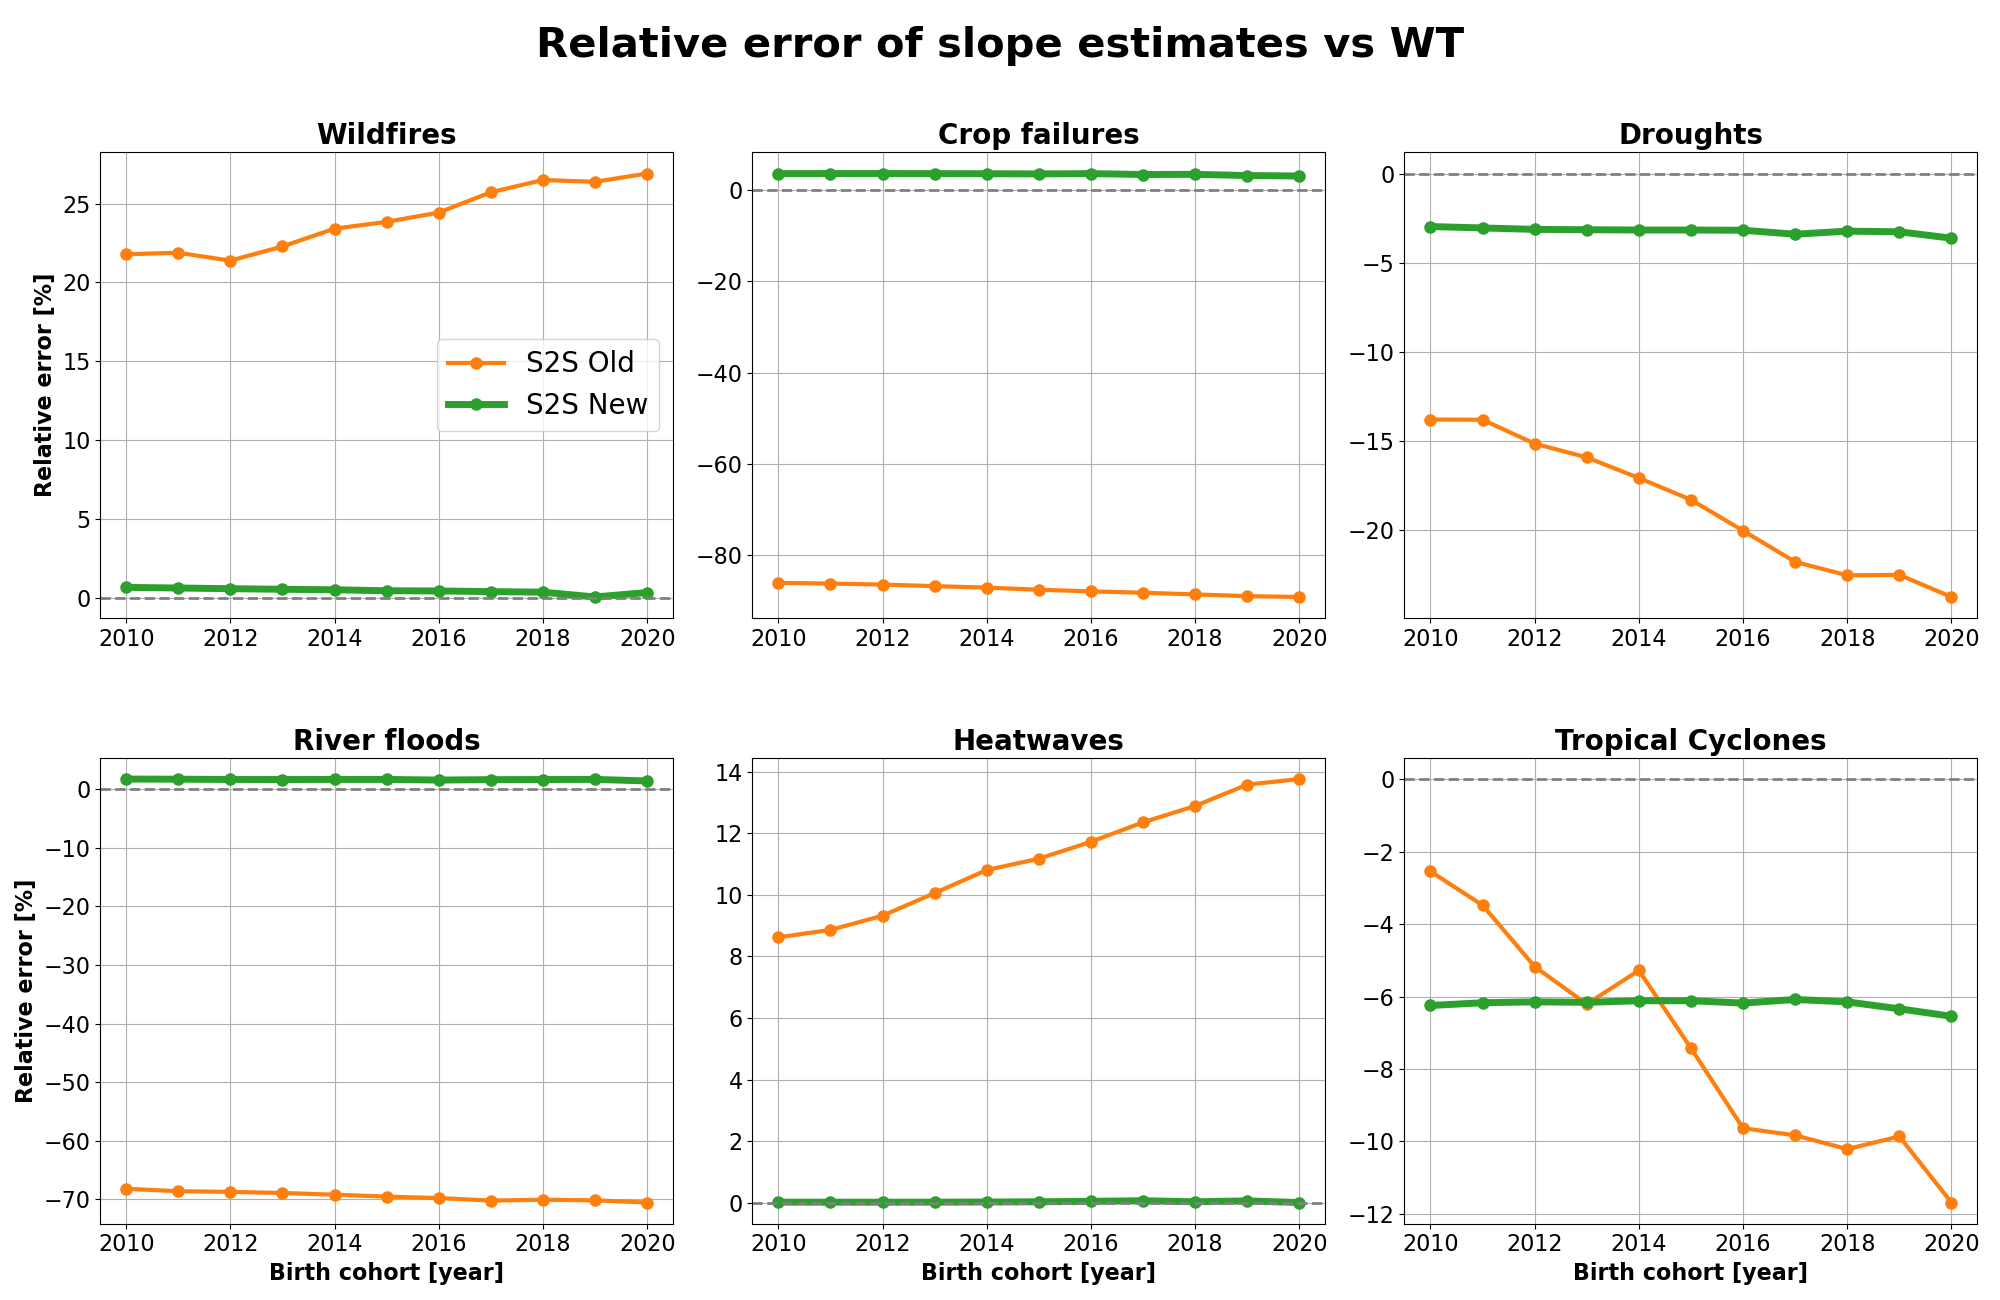 Relative error of slope estimates vs WT
Wildfires
Crop failures
Droughts
Relative error [%]
25
20
15
10
5
0
S2S Old
S2S New
2010 2012 2014 2016 2018 2020
0
−20
−40
−60
−80
2010 2012 2014 2016 2018 2020
0
−5
−10
−15
−20
2010 2012 2014 2016 2018 2020
River floods
Heatwaves
Tropical Cyclones
Relative error [%]
0
−10
−20
−30
−40
−50
−60
−70
2010 2012 2014 2016 2018 2020
Birth cohort [year]
14
12
10
8
6
4
2
0
2010 2012 2014 2016 2018 2020
Birth cohort [year]
0
−2
−4
−6
−8
−10
−12
2010 2012 2014 2016 2018 2020
Birth cohort [year]